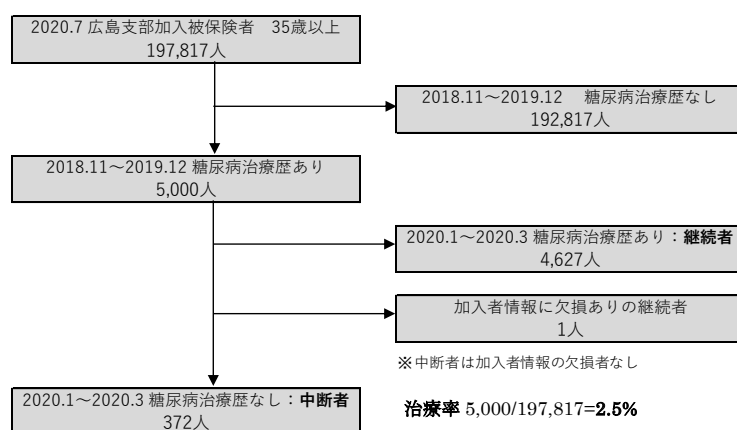 2020.7 広島支部加入被保険者　35歳以上
197,817人
2018.11～2019.12　糖尿病治療歴なし
192,817人
2018.11～2019.12 糖尿病治療歴あり
5,000人
2020.1～2020.3 糖尿病治療歴あり：継続者
4,627人
加入者情報に欠損ありの継続者
1人
※中断者は加入者情報の欠損者なし
2020.1～2020.3 糖尿病治療歴なし：中断者
372人
治療率 5,000/197,817=2.5%